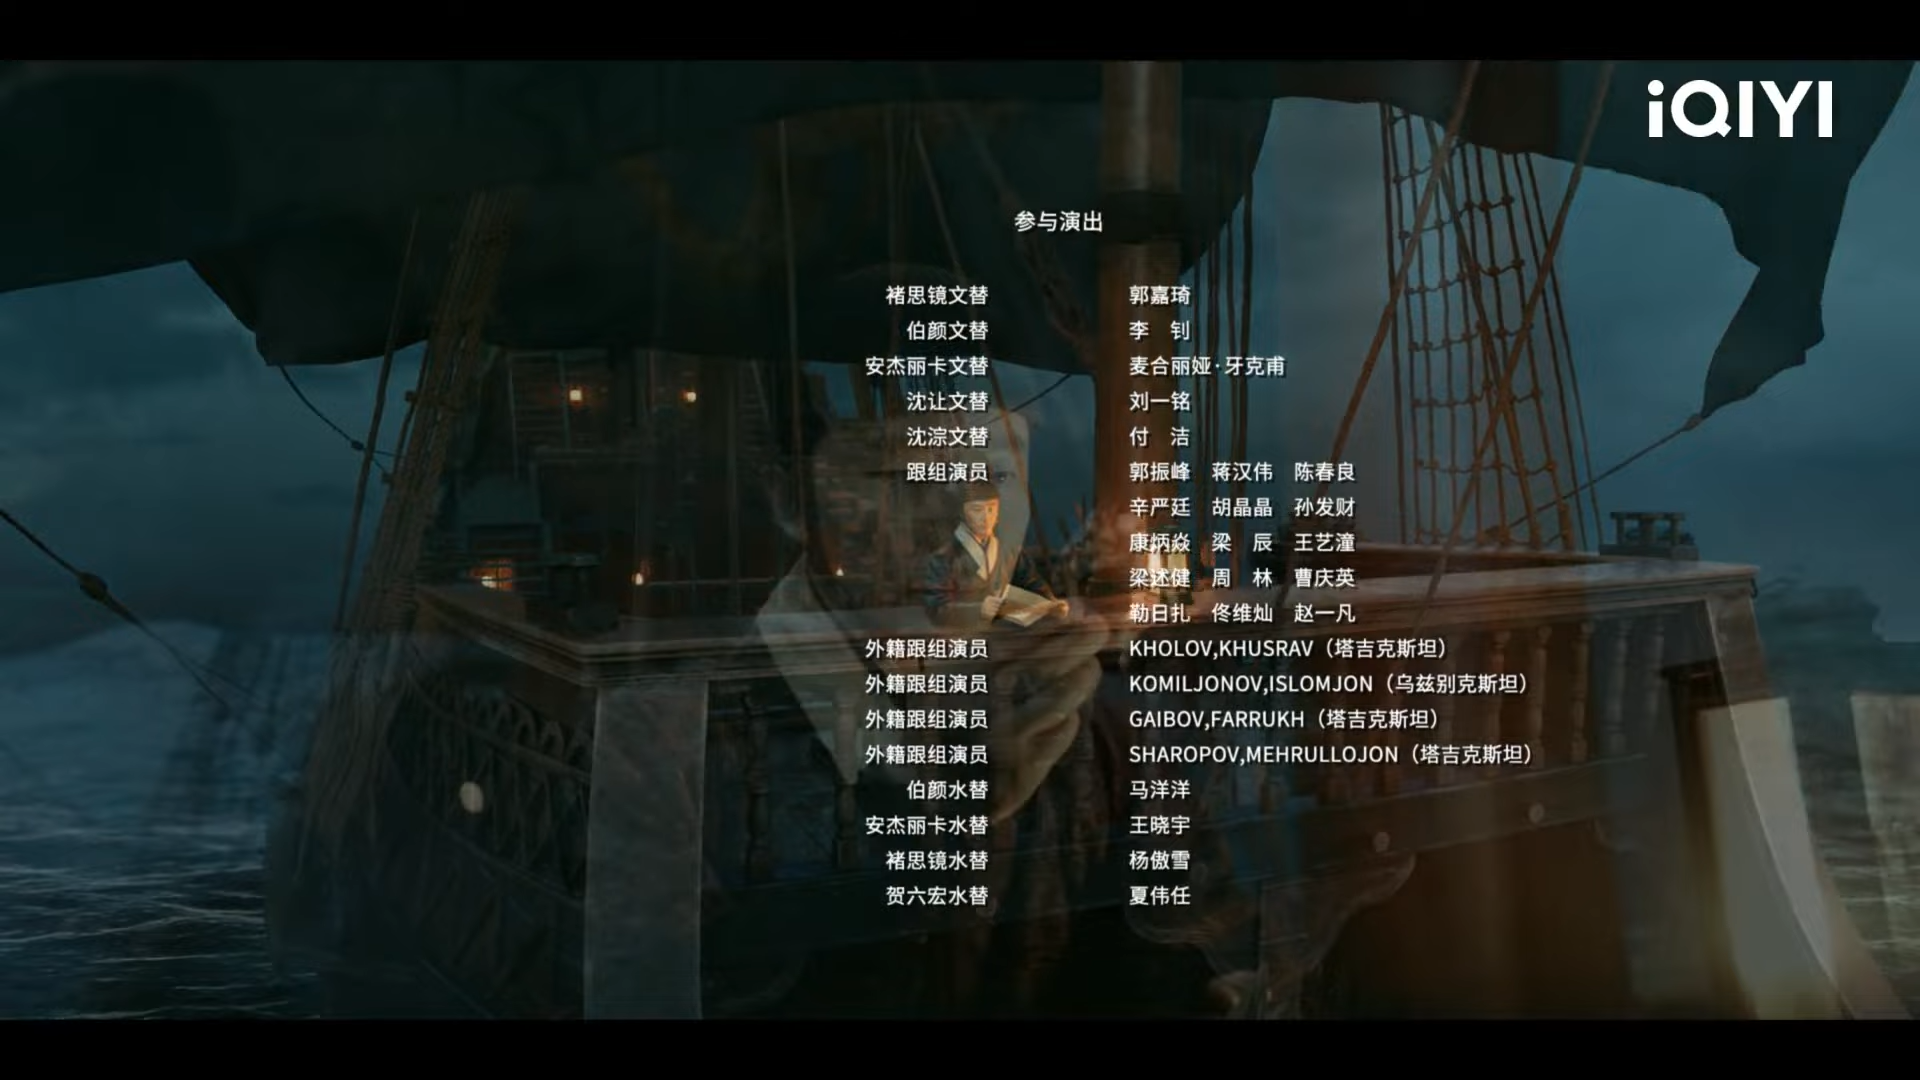 iQIYI
参与演出
褚思镜文替 郭嘉琦
伯颜文替 李 钊
安杰丽卡文替 麦合丽娅·牙克甫
沈让文替 刘一铭
沈淙文替 付 洁
跟组演员 郭振峰 蒋汉伟 陈春良
辛严廷 胡晶晶 孙发财
康炳焱 梁 辰 王艺潼
梁述健 周 林 曹庆英
勒日扎 佟维灿 赵一凡
外籍跟组演员 KHOLOV,KHUSRAV（塔吉克斯坦）
外籍跟组演员 KOMILJONOV,ISLOMJON（乌兹别克斯坦）
外籍跟组演员 GAIBOV,FARRUKH（塔吉克斯坦）
外籍跟组演员 SHAROPOV,MEHRULLOJON（塔吉克斯坦）
伯颜水替 马洋洋
安杰丽卡水替 王晓宇
褚思镜水替 杨傲雪
贺六宏水替 夏伟任